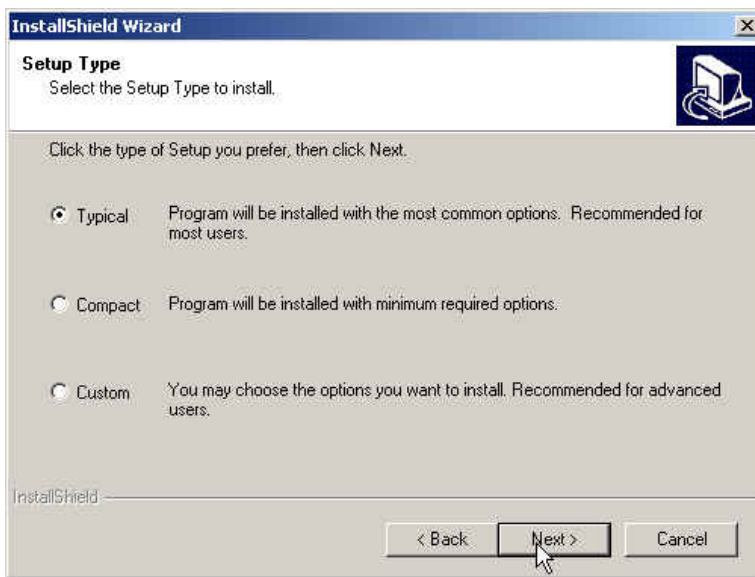 InstallShield Wizard
Setup Type
Select the Setup Type to install.
Click the type of Setup you prefer, then click Next.
Typical Program will be installed with the most common options. Recommended for
most users.
Compact Program will be installed with minimum required options.
Custom You may choose the options you want to install. Recommended for advanced
users.
InstallShield
< Back Next > Cancel